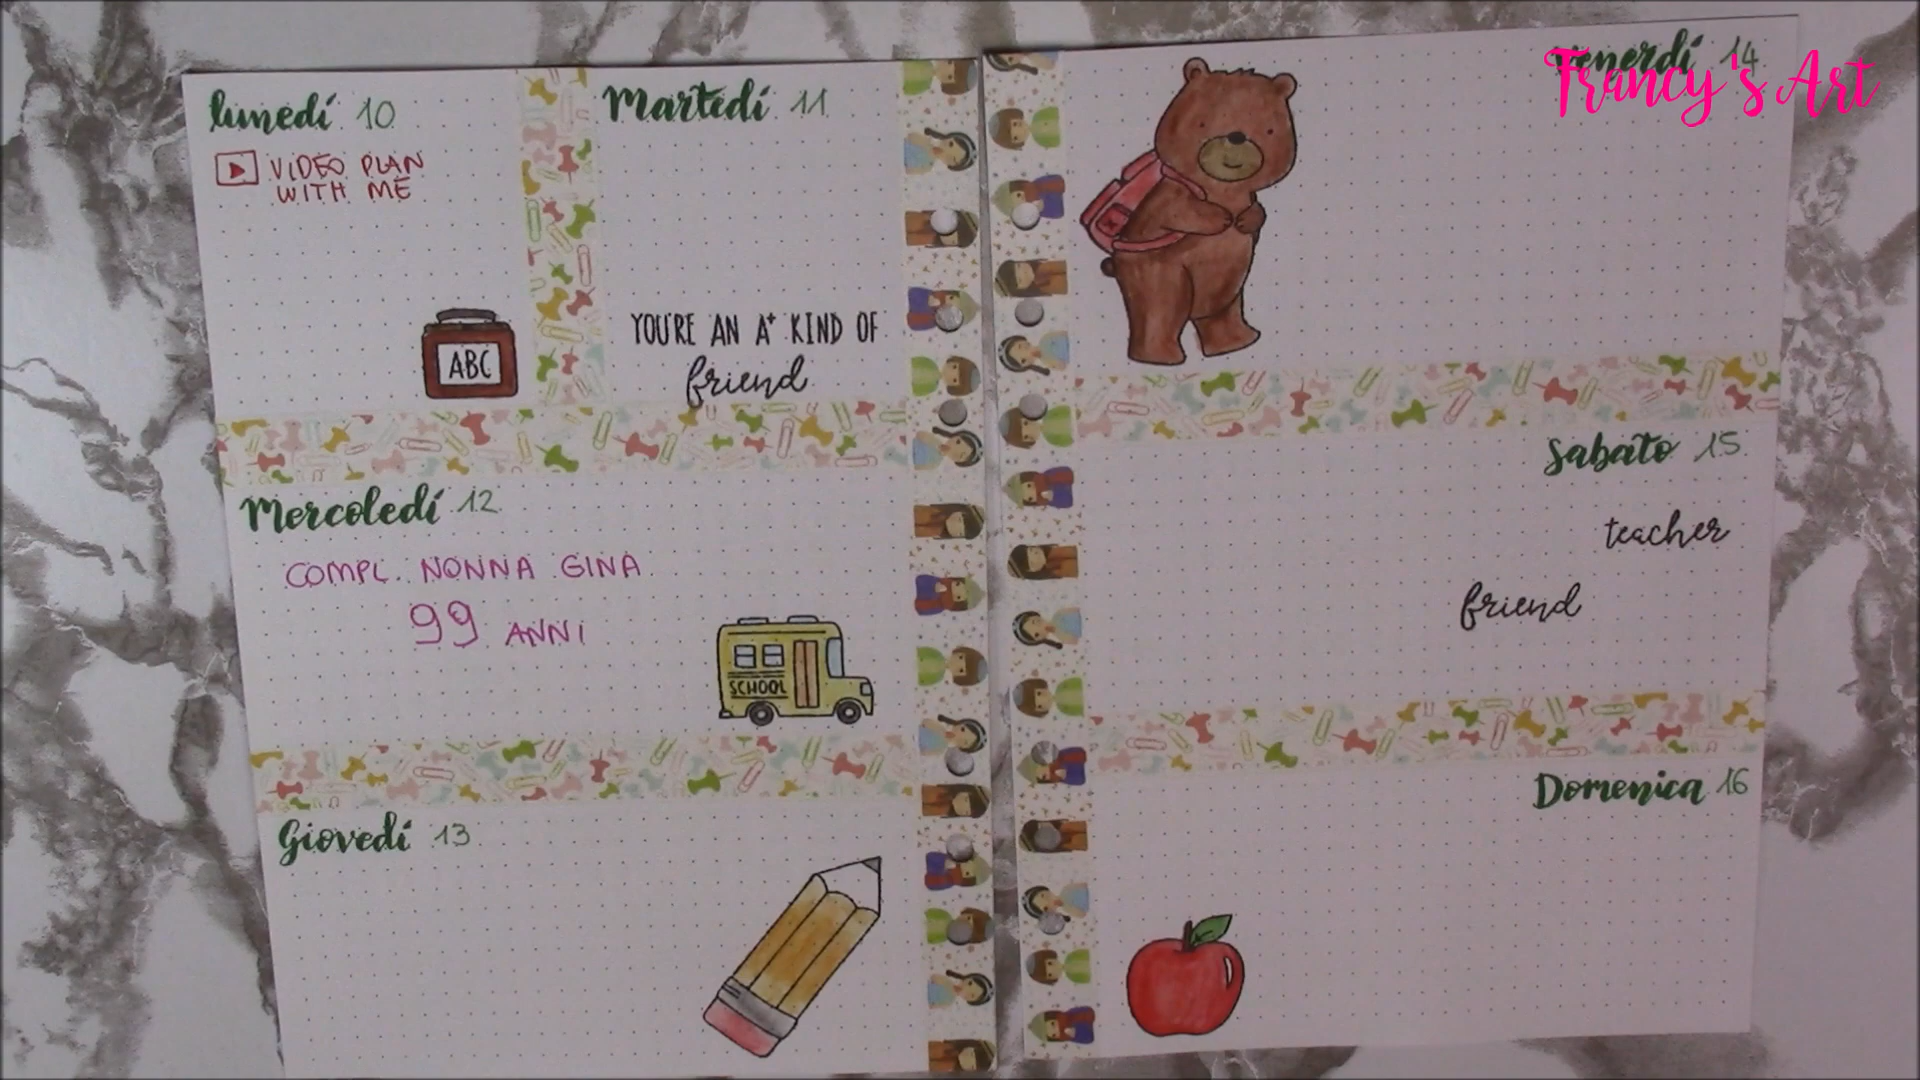 lunedí 10
VIDEO PLAN
WITH ME
ABC
Martedí 11
YOU'RE AN A+ KIND OF
friend
Mercoledí 12
COMPL. NONNA GINA
99 ANNI
SCHOOL
Giovedí 13
venerdí 14
Francy's Art
Sabato 15
teacher
friend
Domenica 16